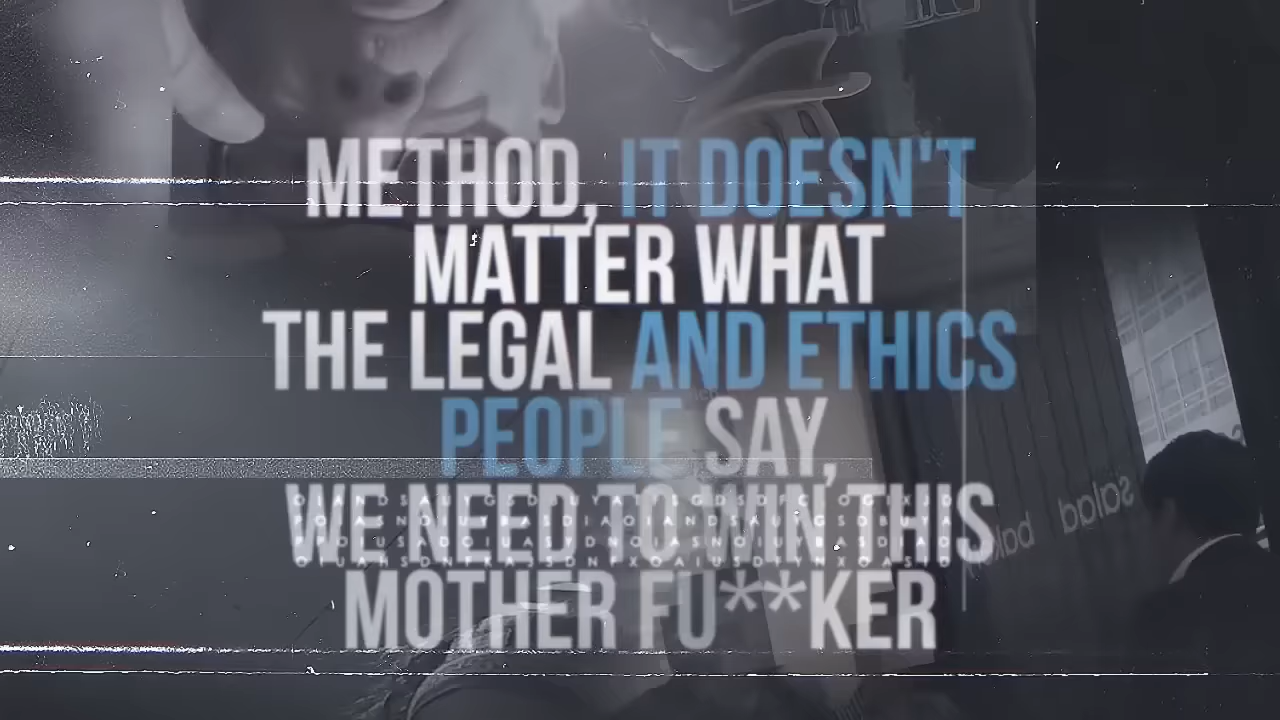 METHOD, IT DOESN'T
MATTER WHAT
THE LEGAL AND ETHICS
PEOPLE SAY,
WE NEED TO WIN THIS
MOTHER FU**KER
salad